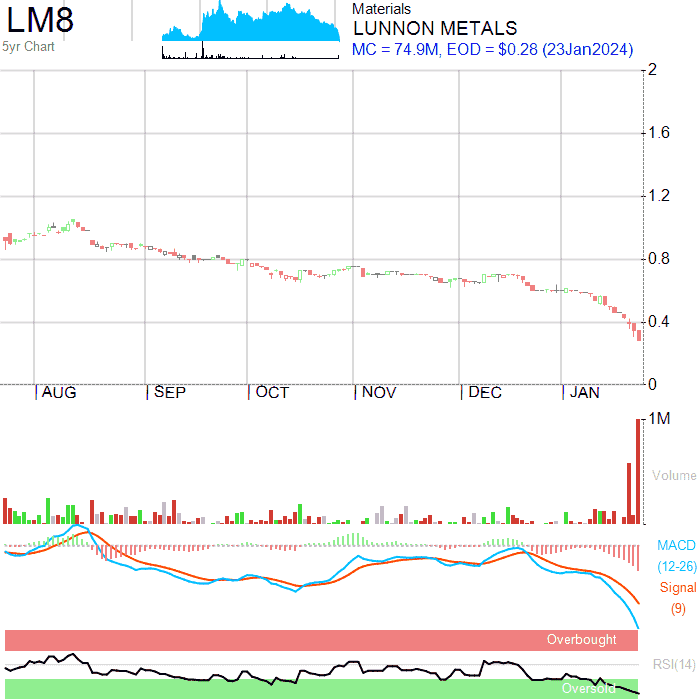 LM8
5yr Chart
Materials
LUNNON METALS
MC = 74.9M, EOD = $0.28 (23Jan2024)
2
1.6
1.2
0.8
0.4
0
AUG SEP OCT NOV DEC JAN
1M
Volume
MACD
(12-26)
Signal
(9)
Overbought
RSI(14)
Oversold